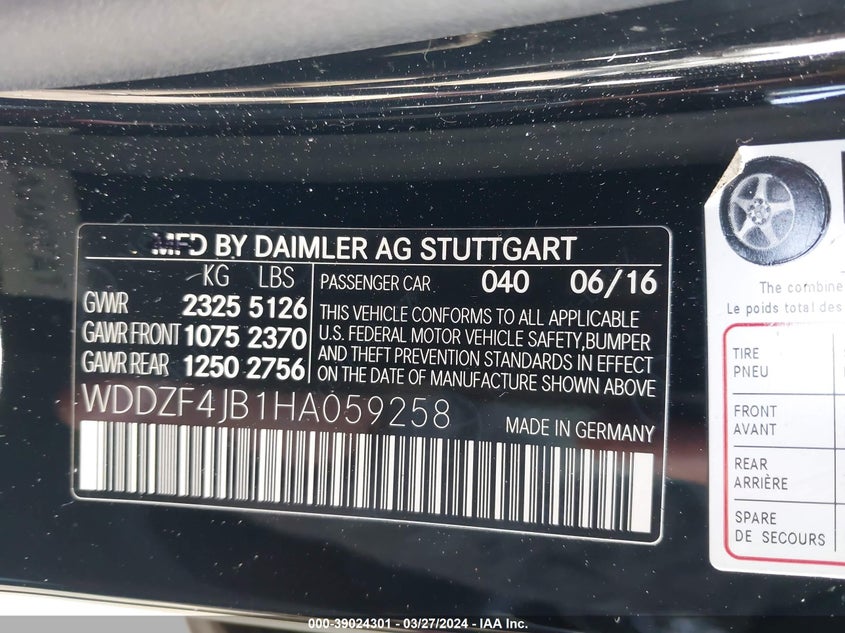 MFD BY DAIMLER AG STUTTGART
KG LBS
GVWR 2325 5126
GAWR FRONT 1075 2370
GAWR REAR 1250 2756
PASSENGER CAR 040 06/16
THIS VEHICLE CONFORMS TO ALL APPLICABLE
U.S. FEDERAL MOTOR VEHICLE SAFETY,BUMPER
AND THEFT PREVENTION STANDARDS IN EFFECT
ON THE DATE OF MANUFACTURE SHOWN ABOVE
WDDZF4JB1HA059258
MADE IN GERMANY
The combine
Le poids total des
TIRE
PNEU
FRONT
AVANT
REAR
ARRIÈRE
SPARE
DE SECOURS
000-39024301 - 03/27/2024 - IAA Inc.